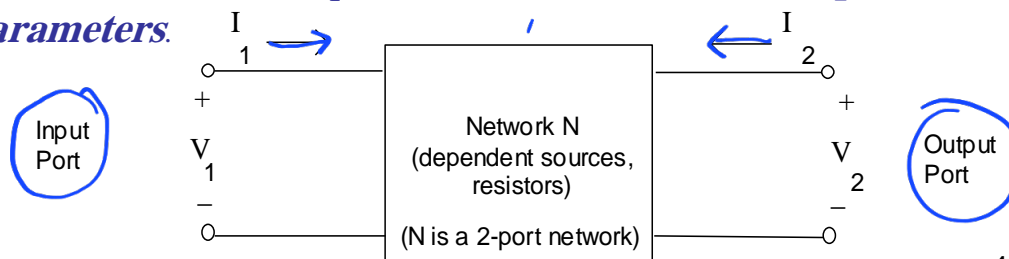 arameters.
I 1 I 2
+ +
Input Port
Network N
(dependent sources,
resistors)
(N is a 2-port network)
V 1 V 2
Output Port
– –